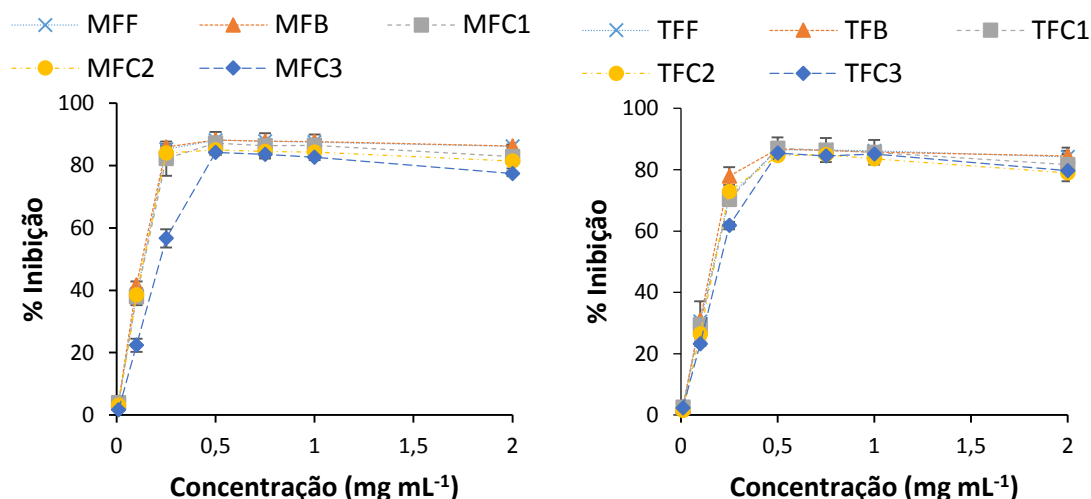 MFF MFB MFC1
MFC2 MFC3
100
80
60
40
20
0
% Inibição
0 0,5 1 1,5 2
Concentração (mg mL⁻¹)
TFF TFB TFC1
TFC2 TFC3
100
80
60
40
20
0
% Inibição
0 0,5 1 1,5 2
Concentração (mg mL⁻¹)